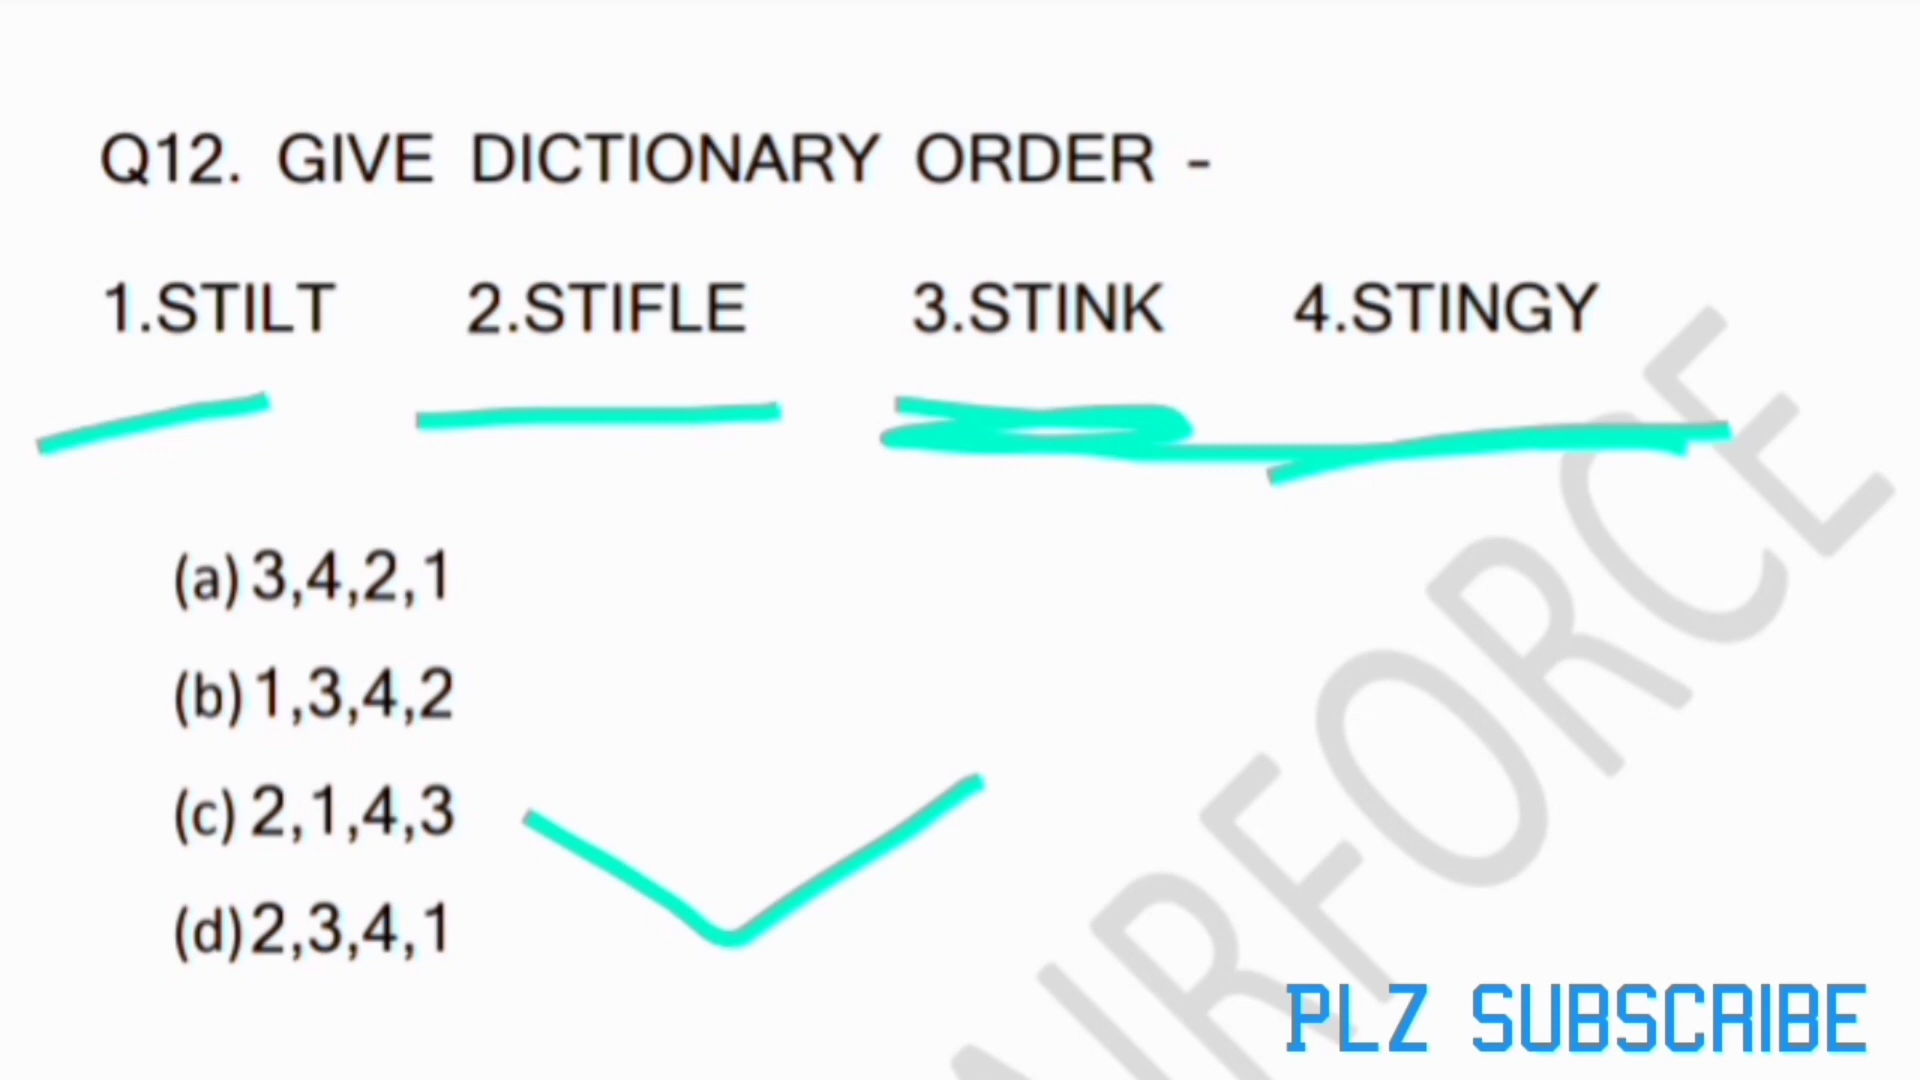 Q12. GIVE DICTIONARY ORDER -
1.STILT 2.STIFLE 3.STINK 4.STINGY
(a) 3,4,2,1
(b) 1,3,4,2
(c) 2,1,4,3
(d) 2,3,4,1
AIRFORCE
PLZ SUBSCRIBE